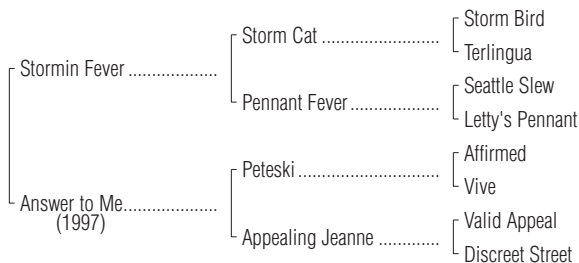 Storm Bird
Storm Cat ........................
Terlingua
Stormin Fever ..................
Seattle Slew
Pennant Fever ..................
Letty's Pennant
Affirmed
Peteski .............................
Vive
Answer to Me...................
(1997)
Valid Appeal
Appealing Jeanne .............
Discreet Street